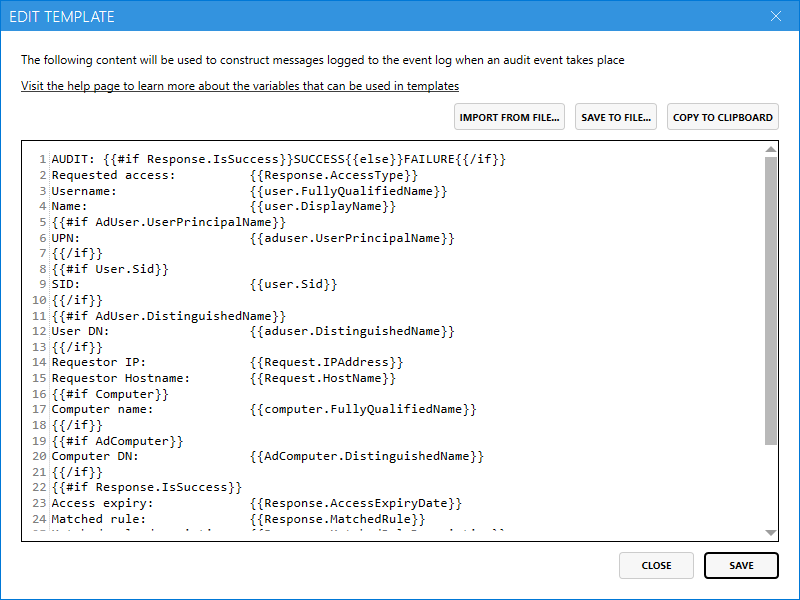 EDIT TEMPLATE
The following content will be used to construct messages logged to the event log when an audit event takes place
Visit the help page to learn more about the variables that can be used in templates
IMPORT FROM FILE... SAVE TO FILE... COPY TO CLIPBOARD
1 AUDIT: {{#if Response.IsSuccess}}SUCCESS{{else}}FAILURE{{/if}}
2 Requested access: {{Response.AccessType}}
3 Username: {{user.FullyQualifiedName}}
4 Name: {{user.DisplayName}}
5 {{#if AdUser.UserPrincipalName}}
6 UPN: {{aduser.UserPrincipalName}}
7 {{/if}}
8 {{#if User.Sid}}
9 SID: {{user.Sid}}
10 {{/if}}
11 {{#if AdUser.DistinguishedName}}
12 User DN: {{aduser.DistinguishedName}}
13 {{/if}}
14 Requestor IP: {{Request.IPAddress}}
15 Requestor Hostname: {{Request.HostName}}
16 {{#if Computer}}
17 Computer name: {{computer.FullyQualifiedName}}
18 {{/if}}
19 {{#if AdComputer}}
20 Computer DN: {{AdComputer.DistinguishedName}}
21 {{/if}}
22 {{#if Response.IsSuccess}}
23 Access expiry: {{Response.AccessExpiryDate}}
24 Matched rule: {{Response.MatchedRule}}
CLOSE SAVE